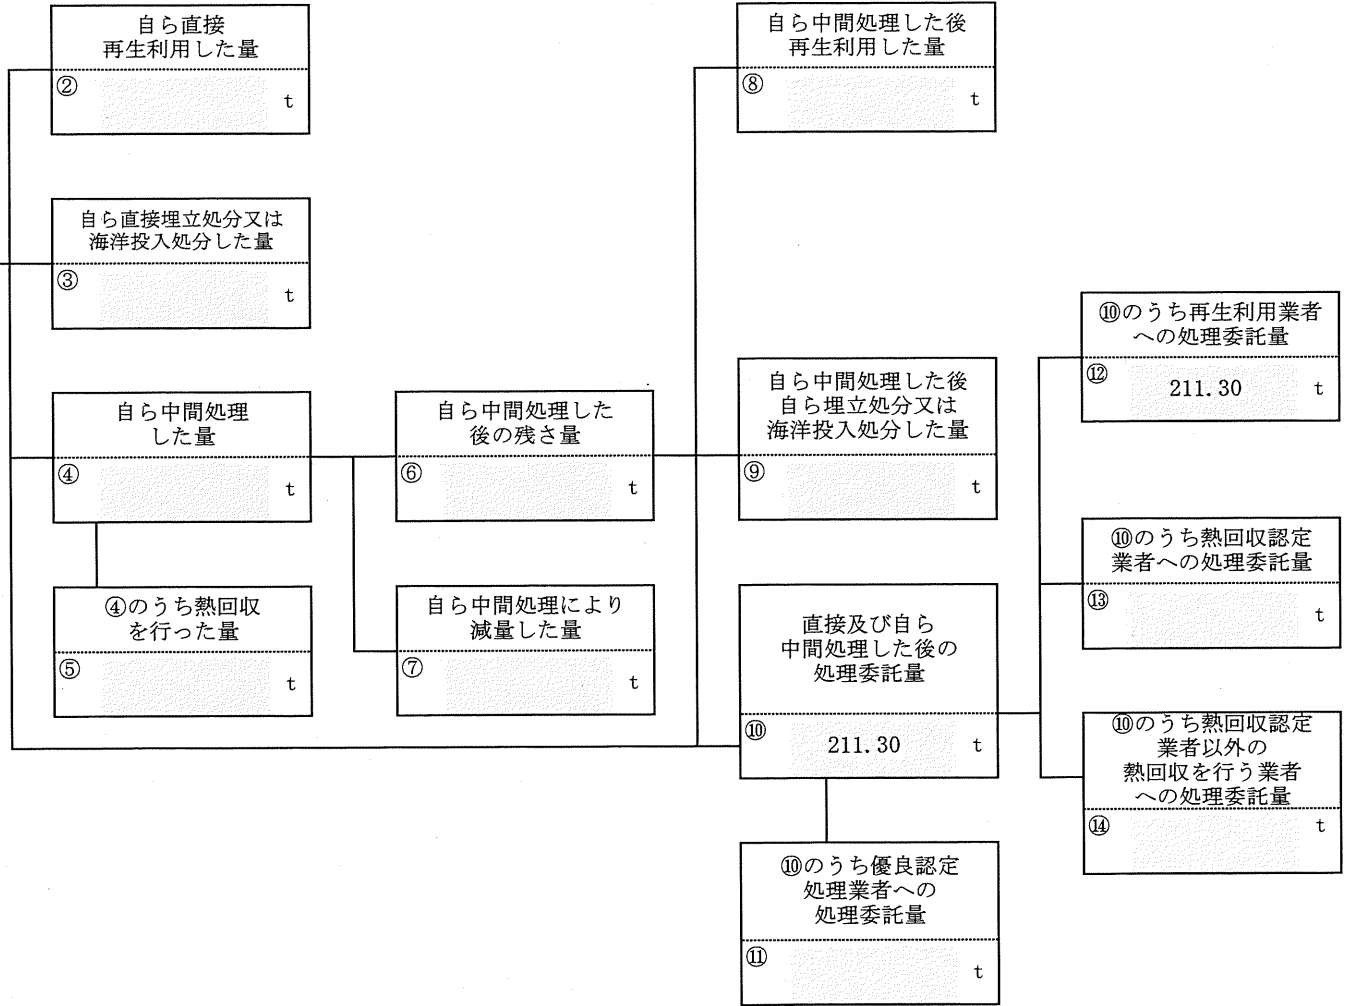 自ら直接
再生利用した量
②
t
自ら直接埋立処分又は
海洋投入処分した量
③
t
自ら中間処理
した量
④
t
④のうち熱回収
を行った量
⑤
t
自ら中間処理した
後の残さ量
⑥
t
自ら中間処理により
減量した量
⑦
t
自ら中間処理した後
再生利用した量
⑧
t
自ら中間処理した後
自ら埋立処分又は
海洋投入処分した量
⑨
t
直接及び自ら
中間処理した後の
処理委託量
⑩ 211.30 t
⑩のうち優良認定
処理業者への
処理委託量
⑪
t
⑩のうち再生利用業者
への処理委託量
⑫ 211.30 t
⑩のうち熱回収認定
業者への処理委託量
⑬
t
⑩のうち熱回収認定
業者以外の
熱回収を行う業者
への処理委託量
⑭
t